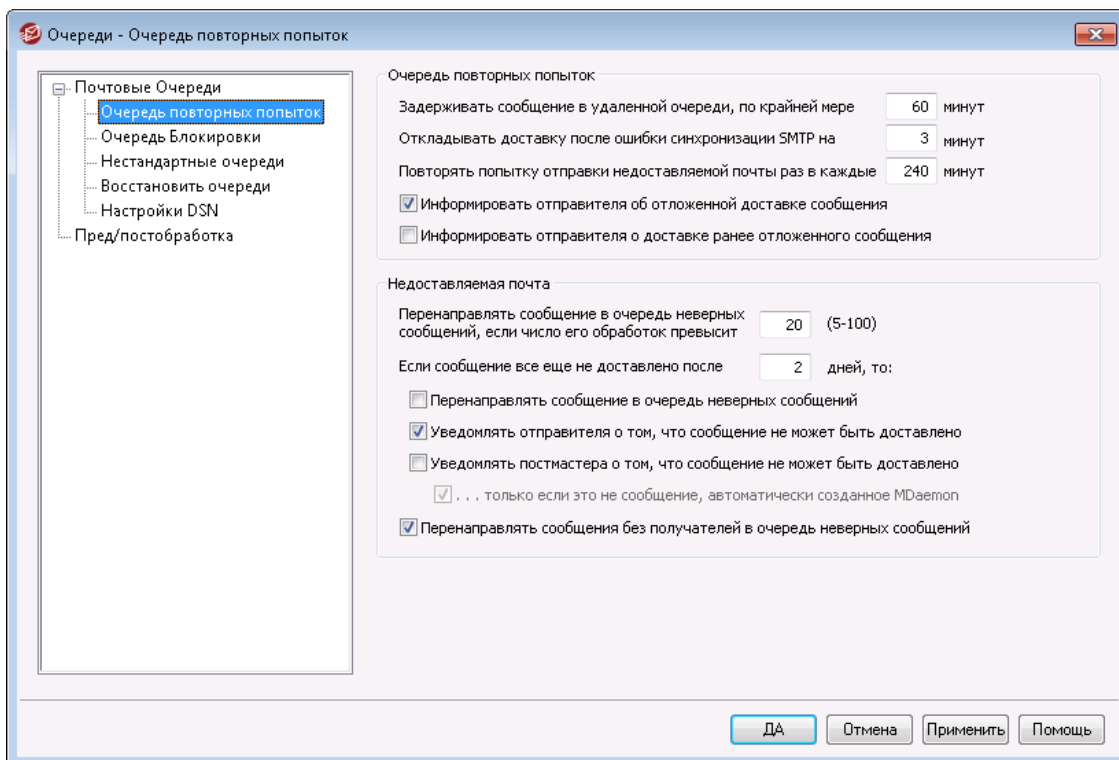 Очереди - Очередь повторных попыток
Почтовые Очереди
Очередь повторных попыток
Очередь Блокировки
Нестандартные очереди
Восстановить очереди
Настройки DSN
Пред/постобработка
Очередь повторных попыток
Задерживать сообщение в удаленной очереди, по крайней мере 60 минут
Откладывать доставку после ошибки синхронизации SMTP на 3 минут
Повторять попытку отправки недоставляемой почты раз в каждые 240 минут
Информировать отправителя об отложенной доставке сообщения
Информировать отправителя о доставке ранее отложенного сообщения
Недоставляемая почта
Перенаправлять сообщение в очередь неверных
сообщений, если число его обработок превысит 20 (5-100)
Если сообщение все еще не доставлено после 2 дней, то:
Перенаправлять сообщение в очередь неверных сообщений
Уведомлять отправителя о том, что сообщение не может быть доставлено
Уведомлять постмастера о том, что сообщение не может быть доставлено
. . . только если это не сообщение, автоматически созданное MDaemon
Перенаправлять сообщения без получателей в очередь неверных сообщений
ДА Отмена Применить Помощь